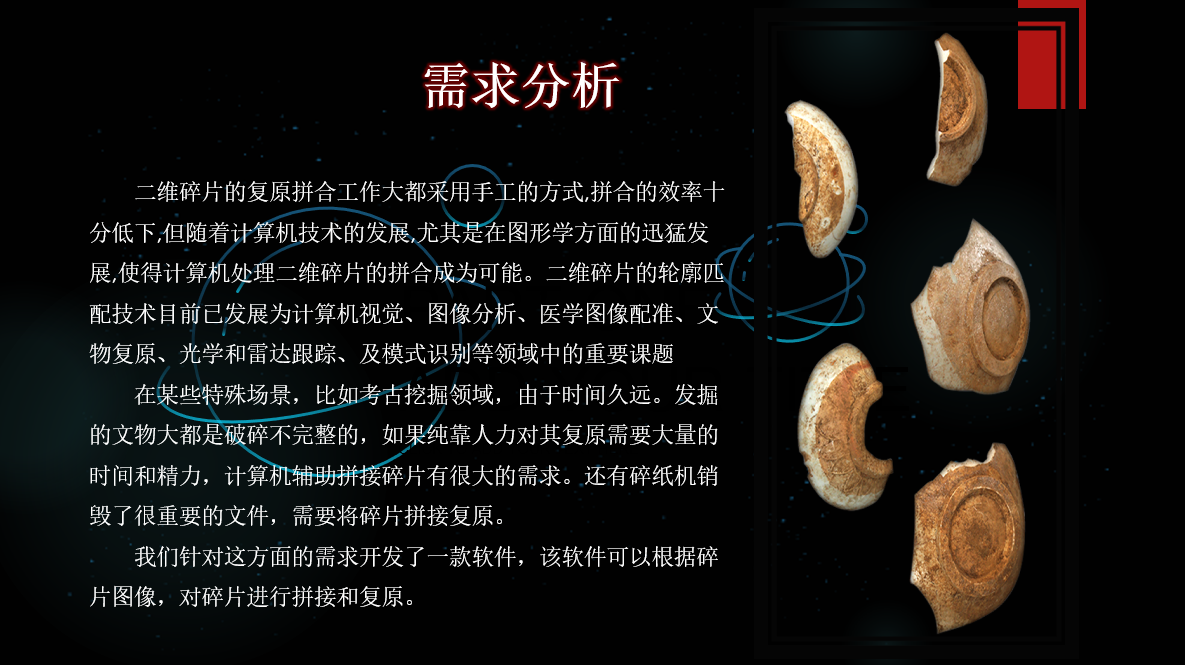 需求分析
二维碎片的复原拼合工作大都采用手工的方式,拼合的效率十
分低下,但随着计算机技术的发展,尤其是在图形学方面的迅猛发
展,使得计算机处理二维碎片的拼合成为可能。二维碎片的轮廓匹
配技术目前已发展为计算机视觉、图像分析、医学图像配准、文
物复原、光学和雷达跟踪、及模式识别等领域中的重要课题
在某些特殊场景，比如考古挖掘领域，由于时间久远。发掘
的文物大都是破碎不完整的，如果纯靠人力对其复原需要大量的
时间和精力，计算机辅助拼接碎片有很大的需求。还有碎纸机销
毁了很重要的文件，需要将碎片拼接复原。
我们针对这方面的需求开发了一款软件，该软件可以根据碎
片图像，对碎片进行拼接和复原。